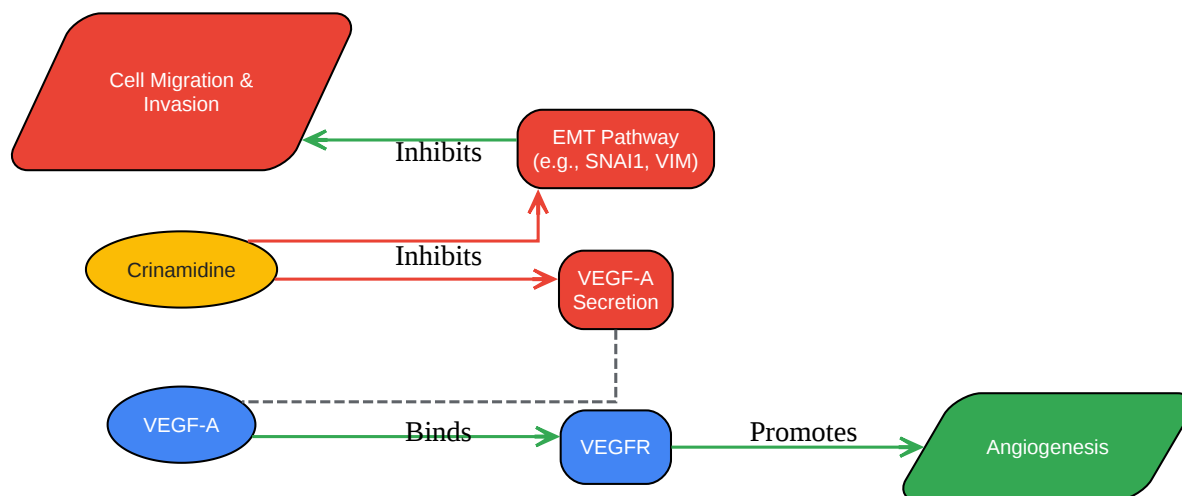 Cell Migration &
Invasion
EMT Pathway
(e.g., SNAI1, VIM)
Inhibits
Crinamidine
Inhibits
VEGF-A
Secretion
VEGF-A
Binds
VEGFR
Promotes
Angiogenesis